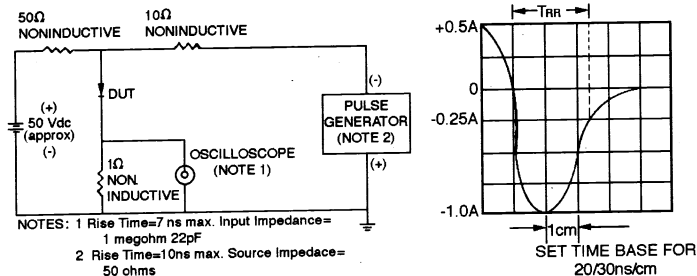 50Ω
NONINDUCTIVE
10Ω
NONINDUCTIVE
DUT
(+)
50 Vdc
(approx)
(-)
1Ω
NON.
INDUCTIVE
OSCILLOSCOPE
(NOTE 1)
(-)
PULSE
GENERATOR
(NOTE 2)
(+)
NOTES: 1 Rise Time=7 ns max. Input Impedance=
1 megohm 22pF
2 Rise Time=10ns max. Source Impedace=
50 ohms
TRR
+0.5A
0
-0.25A
-1.0A
1cm
SET TIME BASE FOR
20/30ns/cm